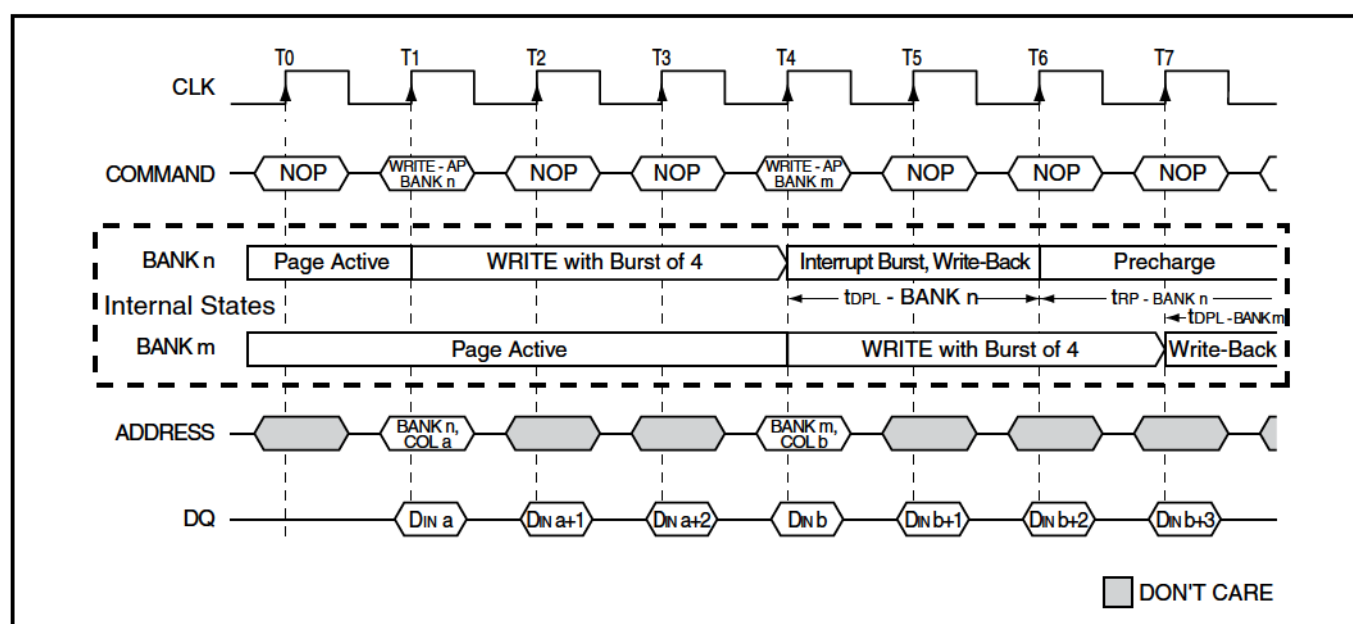 T0 T1 T2 T3 T4 T5 T6 T7
CLK
COMMAND NOP WRITE - AP BANK n NOP NOP WRITE - AP BANK m NOP NOP NOP
BANK n Page Active WRITE with Burst of 4 Interrupt Burst, Write-Back Precharge
Internal States tDPL - BANK n tRP - BANK n
tDPL - BANK m
BANK m Page Active WRITE with Burst of 4 Write-Back
ADDRESS BANK n, COL a BANK m, COL b
DQ DIN a DIN a+1 DIN a+2 DIN b DIN b+1 DIN b+2 DIN b+3
DON'T CARE